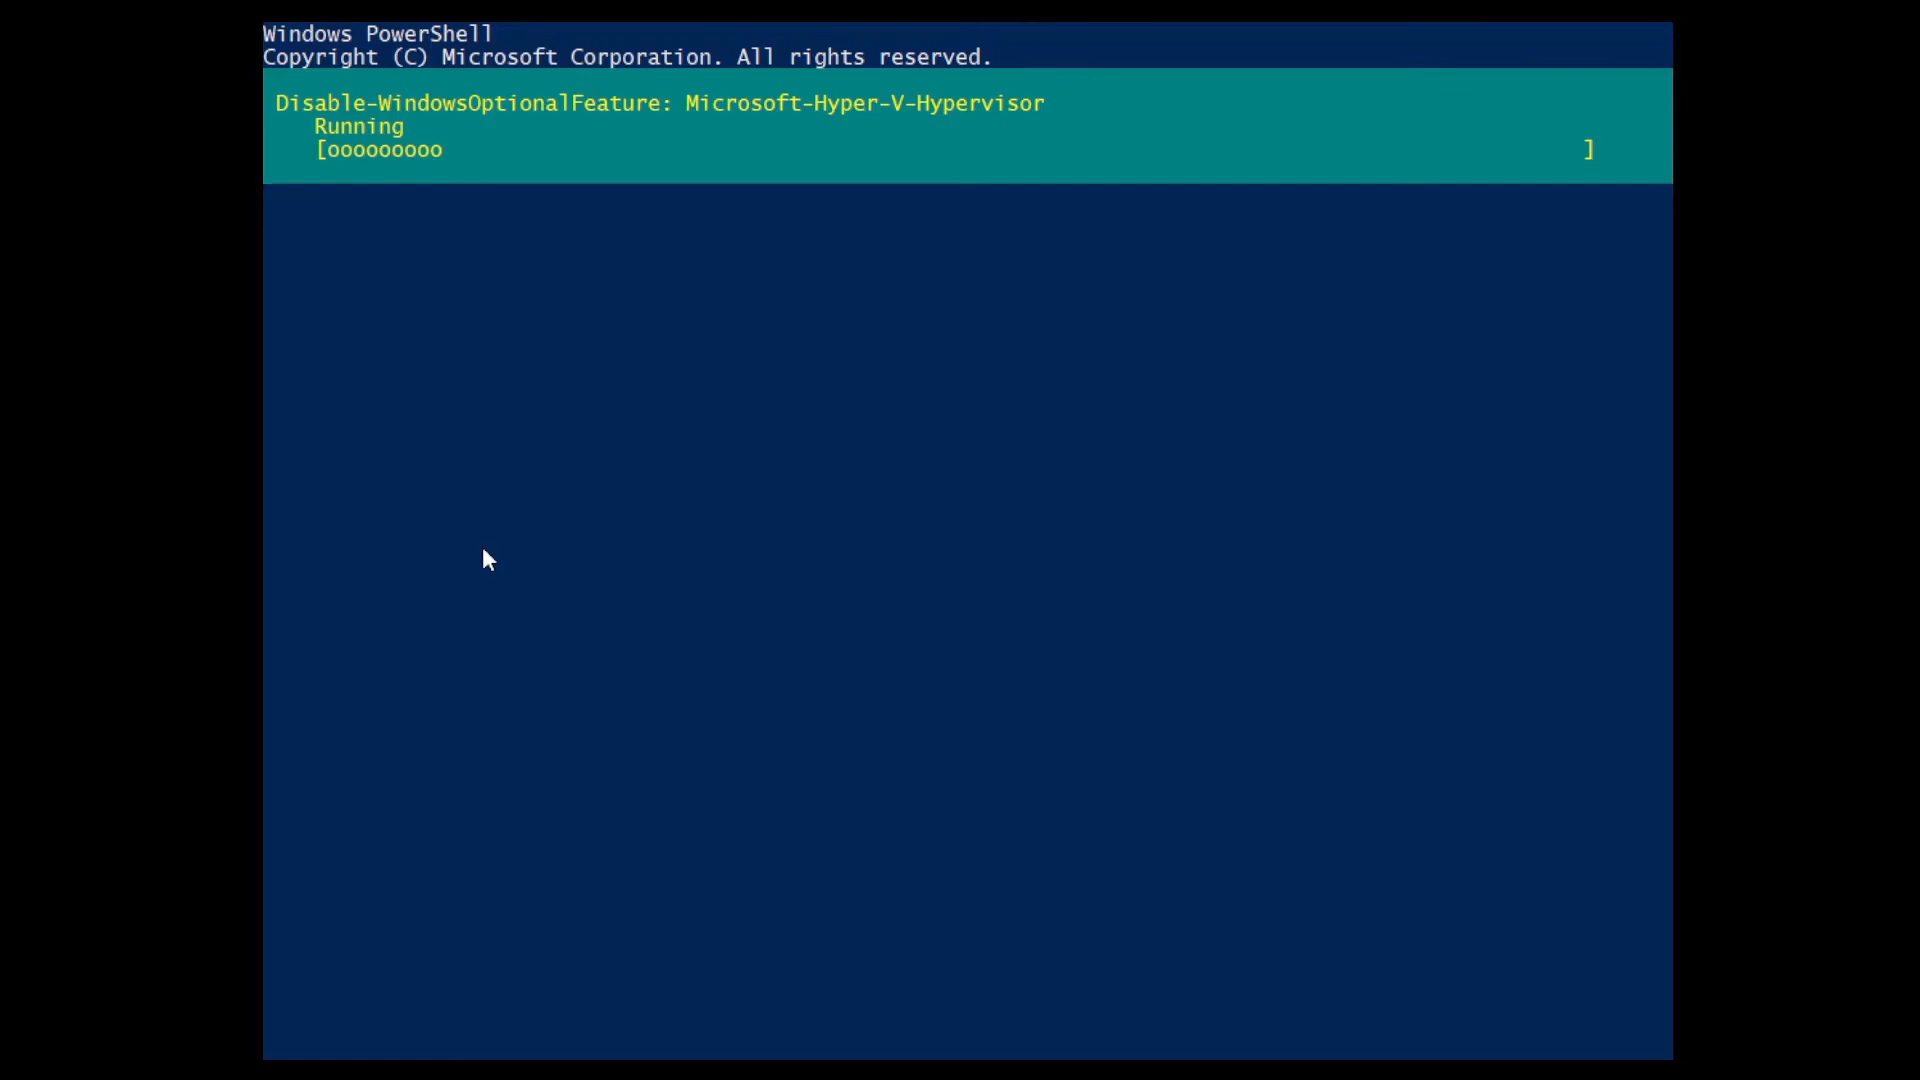 Windows PowerShell
Copyright (C) Microsoft Corporation. All rights reserved.
Disable-WindowsOptionalFeature: Microsoft-Hyper-V-Hypervisor
Running
[ooooooooo ]